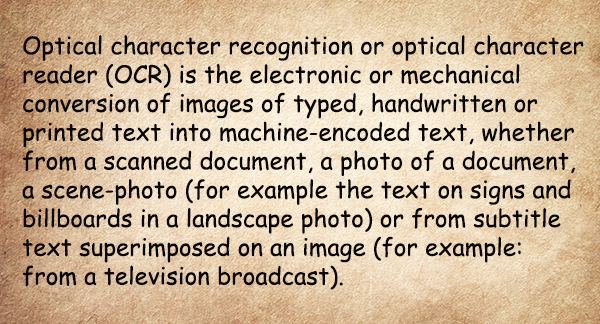 Optical character recognition or optical character
reader (OCR) is the electronic or mechanical
conversion of images of typed, handwritten or
printed text into machine-encoded text, whether
from a scanned document, a photo of a document,
a scene-photo (for example the text on signs and
billboards in a landscape photo) or from subtitle
text superimposed on an image (for example:
from a television broadcast).